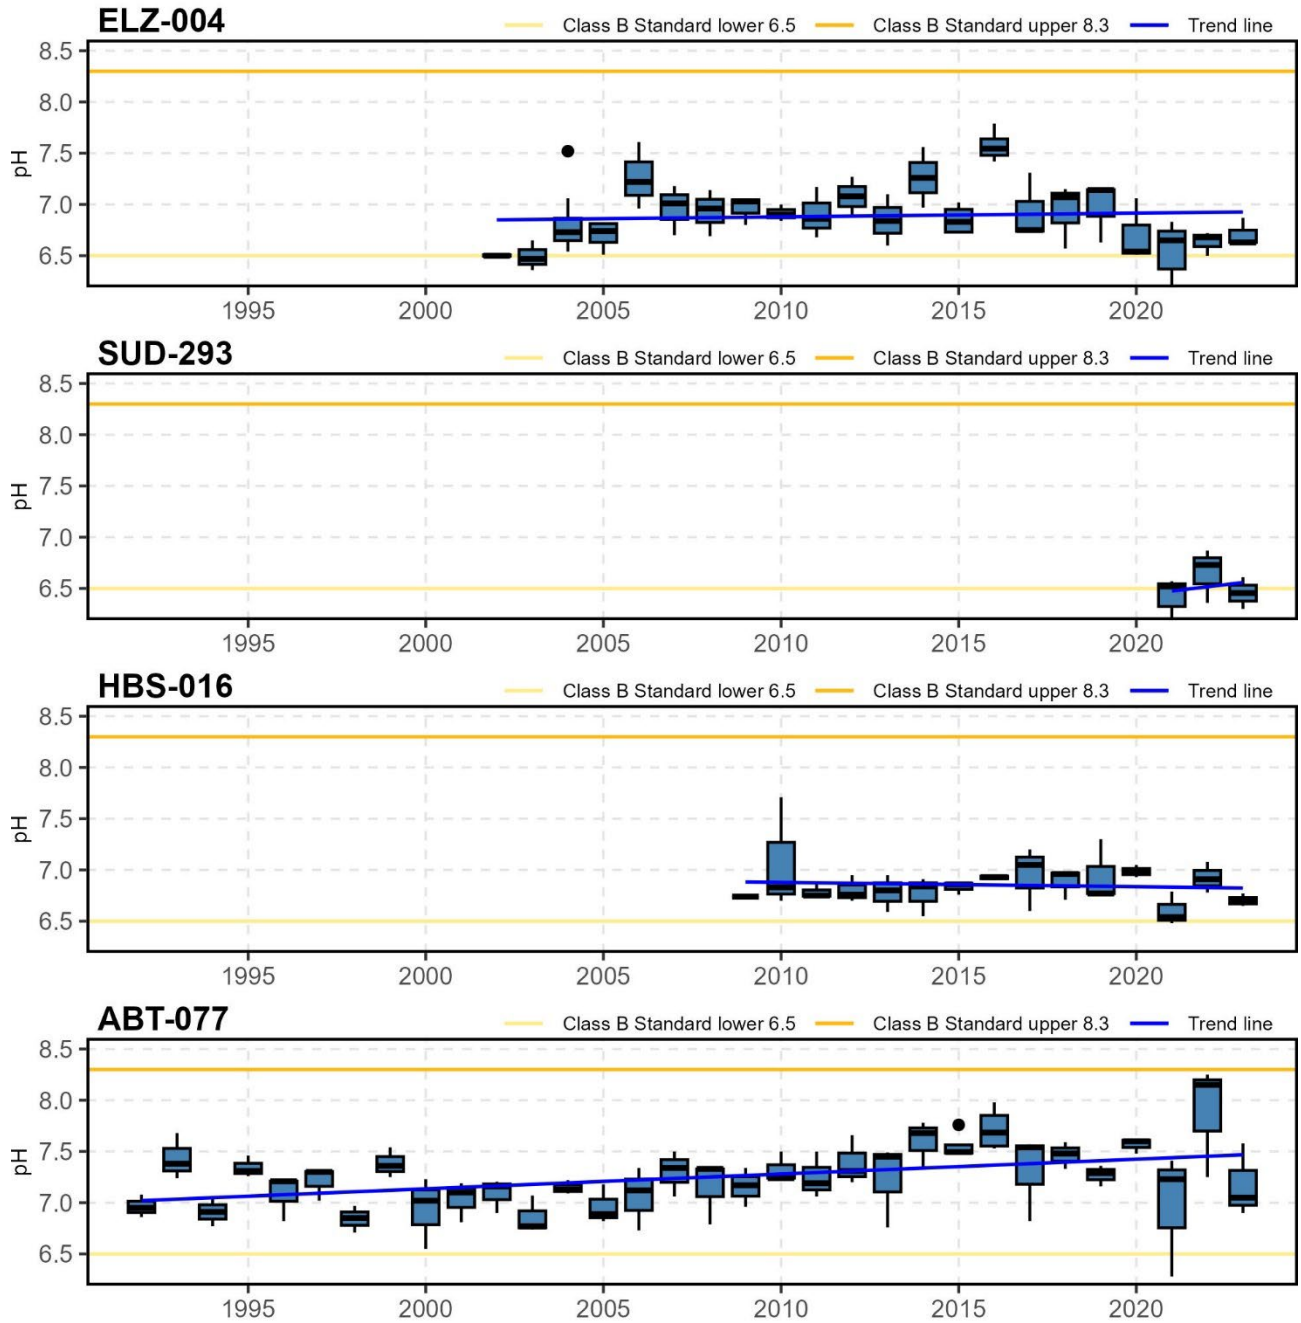 ELZ-004
Class B Standard lower 6.5 Class B Standard upper 8.3 Trend line
8.5
8.0
7.5
7.0
6.5
pH
1995 2000 2005 2010 2015 2020
SUD-293
Class B Standard lower 6.5 Class B Standard upper 8.3 Trend line
8.5
8.0
7.5
7.0
6.5
pH
1995 2000 2005 2010 2015 2020
HBS-016
Class B Standard lower 6.5 Class B Standard upper 8.3 Trend line
8.5
8.0
7.5
7.0
6.5
pH
1995 2000 2005 2010 2015 2020
ABT-077
Class B Standard lower 6.5 Class B Standard upper 8.3 Trend line
8.5
8.0
7.5
7.0
6.5
pH
1995 2000 2005 2010 2015 2020